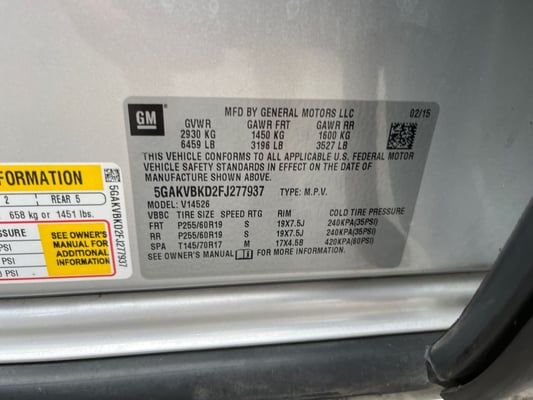 GM
MFD BY GENERAL MOTORS LLC 02/15
GVWR GAWR FRT GAWR RR
2930 KG 1450 KG 1600 KG
6459 LB 3196 LB 3527 LB
THIS VEHICLE CONFORMS TO ALL APPLICABLE U.S. FEDERAL MOTOR
VEHICLE SAFETY STANDARDS IN EFFECT ON THE DATE OF
MANUFACTURE SHOWN ABOVE.
5GAKVBKD2FJ277937 TYPE: M.P.V.
MODEL: V14526
VBBC TIRE SIZE SPEED RTG RIM COLD TIRE PRESSURE
FRT P255/60R19 S 19X7.5J 240KPA(35PSI)
RR P255/60R19 S 19X7.5J 240KPA(35PSI)
SPA T145/70R17 M 17X4.5B 420KPA(60PSI)
SEE OWNER'S MANUAL FOR MORE INFORMATION.
FORMATION
2 REAR 5
658 kg or 1451 lbs.
SEE OWNER'S
MANUAL FOR
ADDITIONAL
INFORMATION
5GAKVBKD2FJ277937